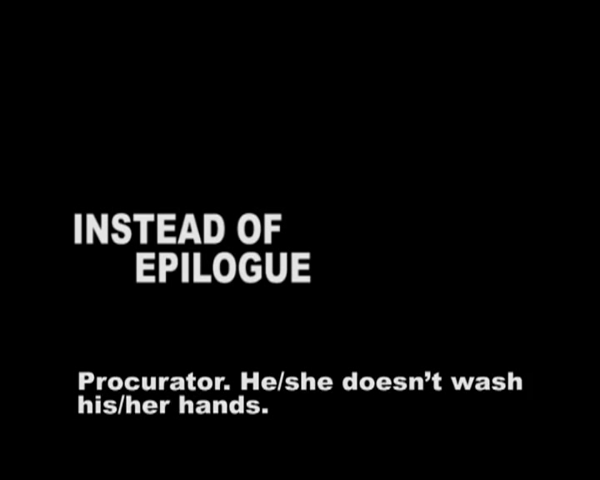 INSTEAD OF
EPILOGUE
Procurator. He/she doesn’t wash
his/her hands.